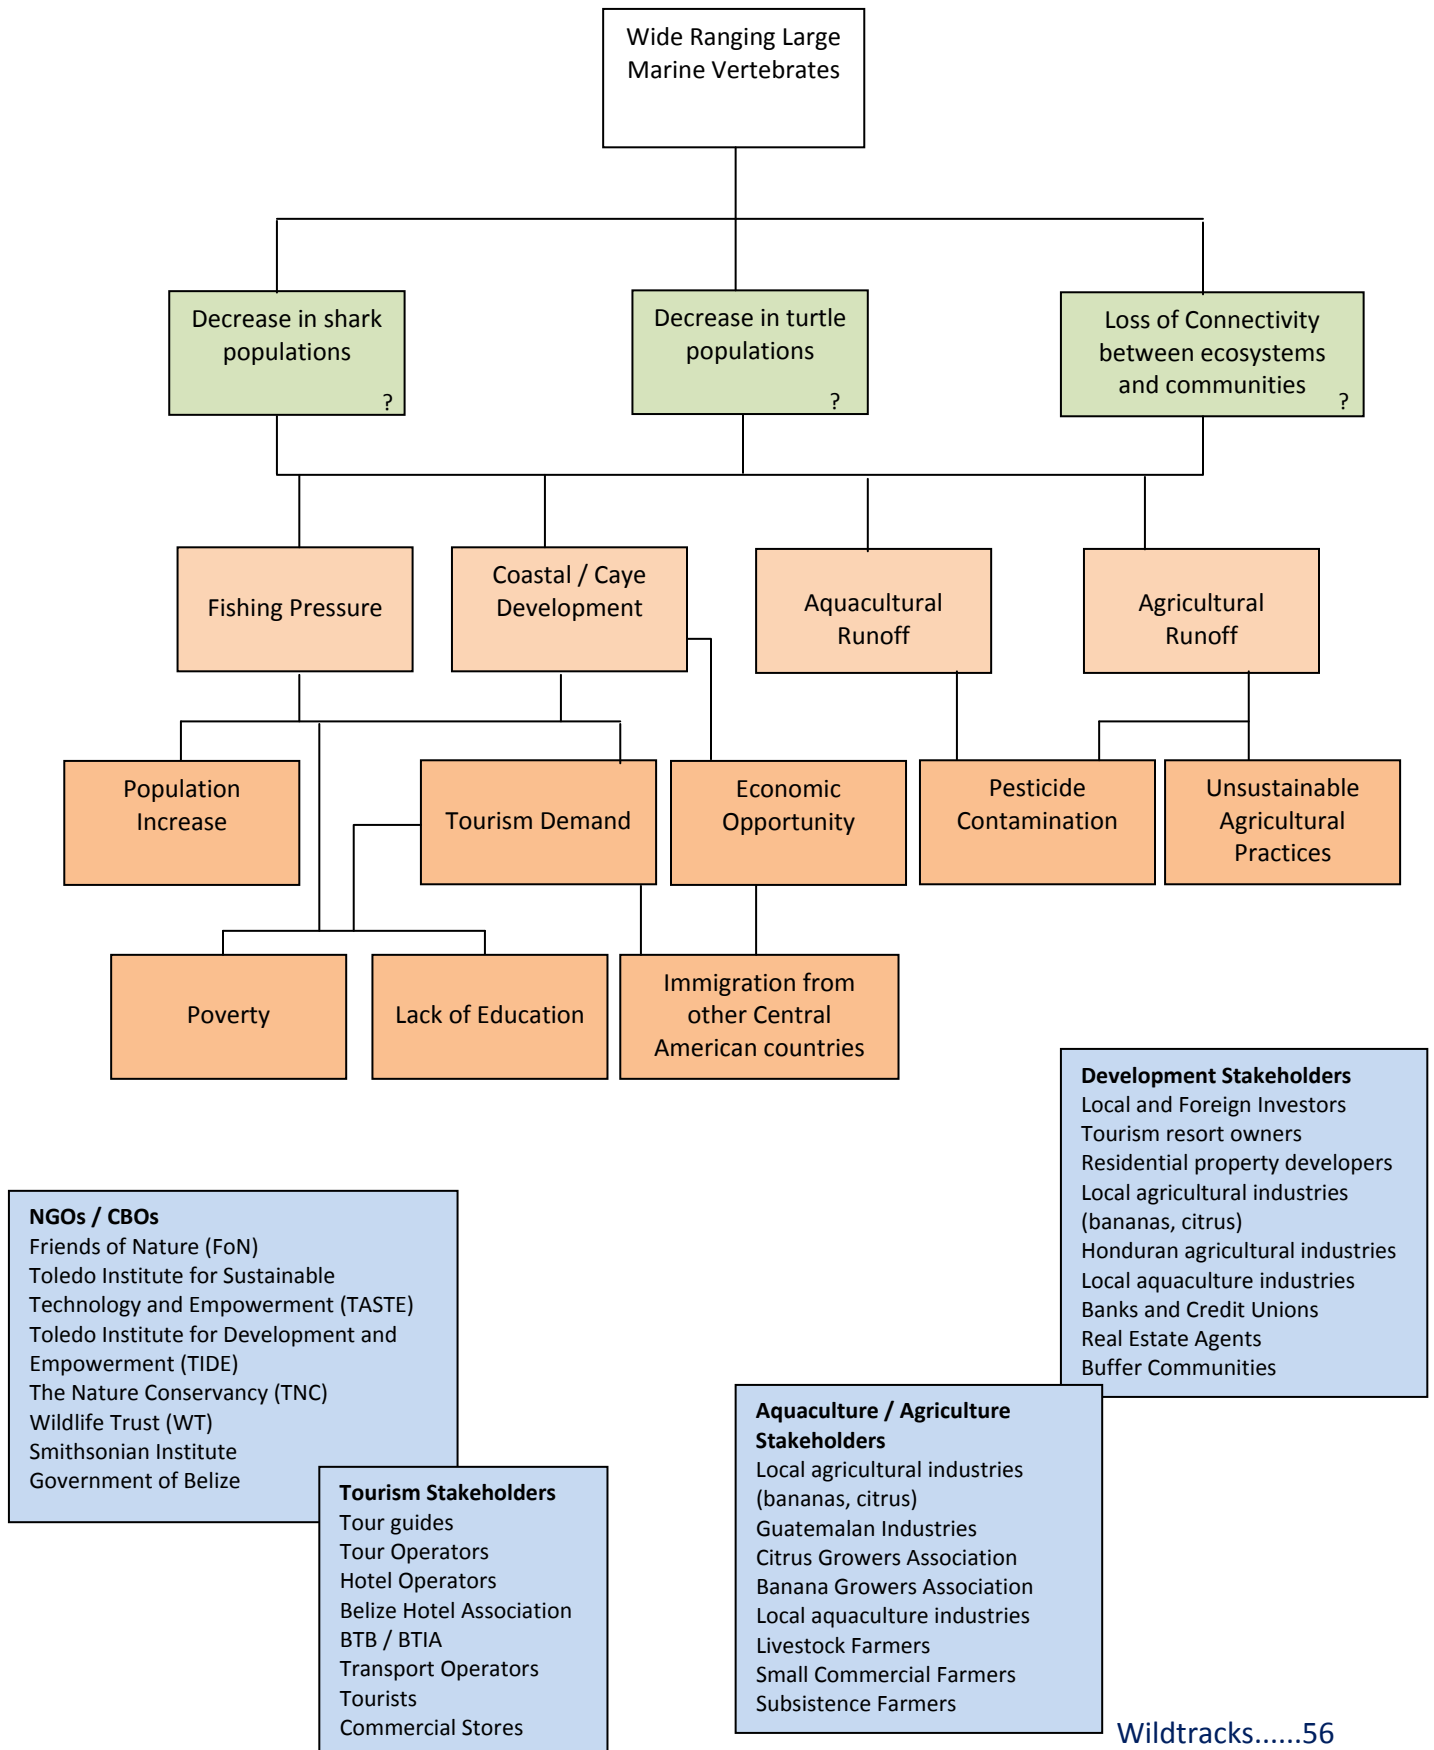 Wide Ranging Large
Marine Vertebrates
Decrease in shark
populations
?
Decrease in turtle
populations
?
Loss of Connectivity
between ecosystems
and communities
?
Fishing Pressure
Coastal / Caye
Development
Aquacultural
Runoff
Agricultural
Runoff
Population
Increase
Tourism Demand
Economic
Opportunity
Pesticide
Contamination
Unsustainable
Agricultural
Practices
Poverty
Lack of Education
Immigration from
other Central
American countries
Development Stakeholders
Local and Foreign Investors
Tourism resort owners
Residential property developers
Local agricultural industries
(bananas, citrus)
Honduran agricultural industries
Local aquaculture industries
Banks and Credit Unions
Real Estate Agents
Buffer Communities
NGOs / CBOs
Friends of Nature (FoN)
Toledo Institute for Sustainable
Technology and Empowerment (TASTE)
Toledo Institute for Development and
Empowerment (TIDE)
The Nature Conservancy (TNC)
Wildlife Trust (WT)
Smithsonian Institute
Government of Belize
Tourism Stakeholders
Tour guides
Tour Operators
Hotel Operators
Belize Hotel Association
BTB / BTIA
Transport Operators
Tourists
Commercial Stores
Aquaculture / Agriculture
Stakeholders
Local agricultural industries
(bananas, citrus)
Guatemalan Industries
Citrus Growers Association
Banana Growers Association
Local aquaculture industries
Livestock Farmers
Small Commercial Farmers
Subsistence Farmers
Wildtracks......56